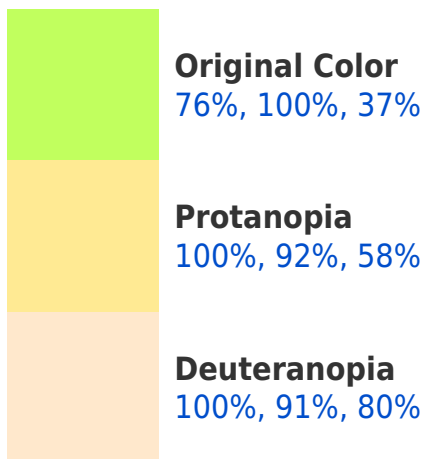 Original Color
76%, 100%, 37%
Protanopia
100%, 92%, 58%
Deuteranopia
100%, 91%, 80%